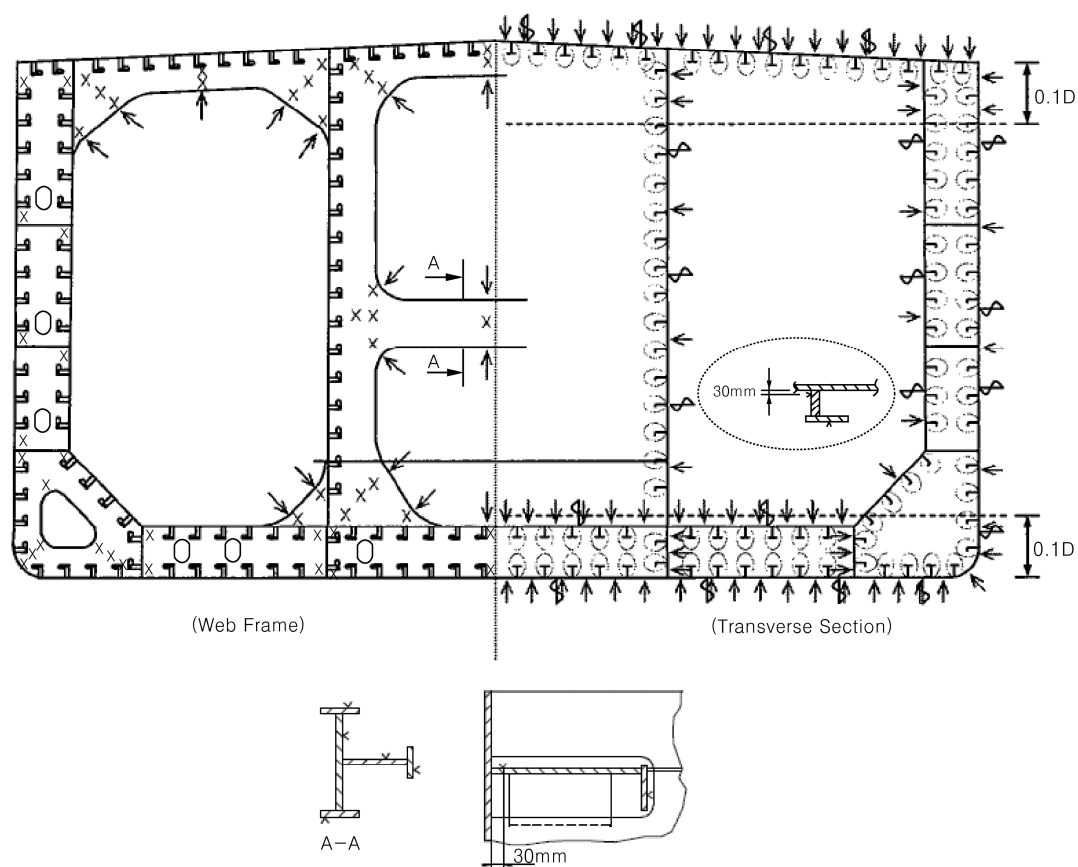 0.1D
A
A
30mm
0.1D
(Web Frame)
(Transverse Section)
A-A
30mm